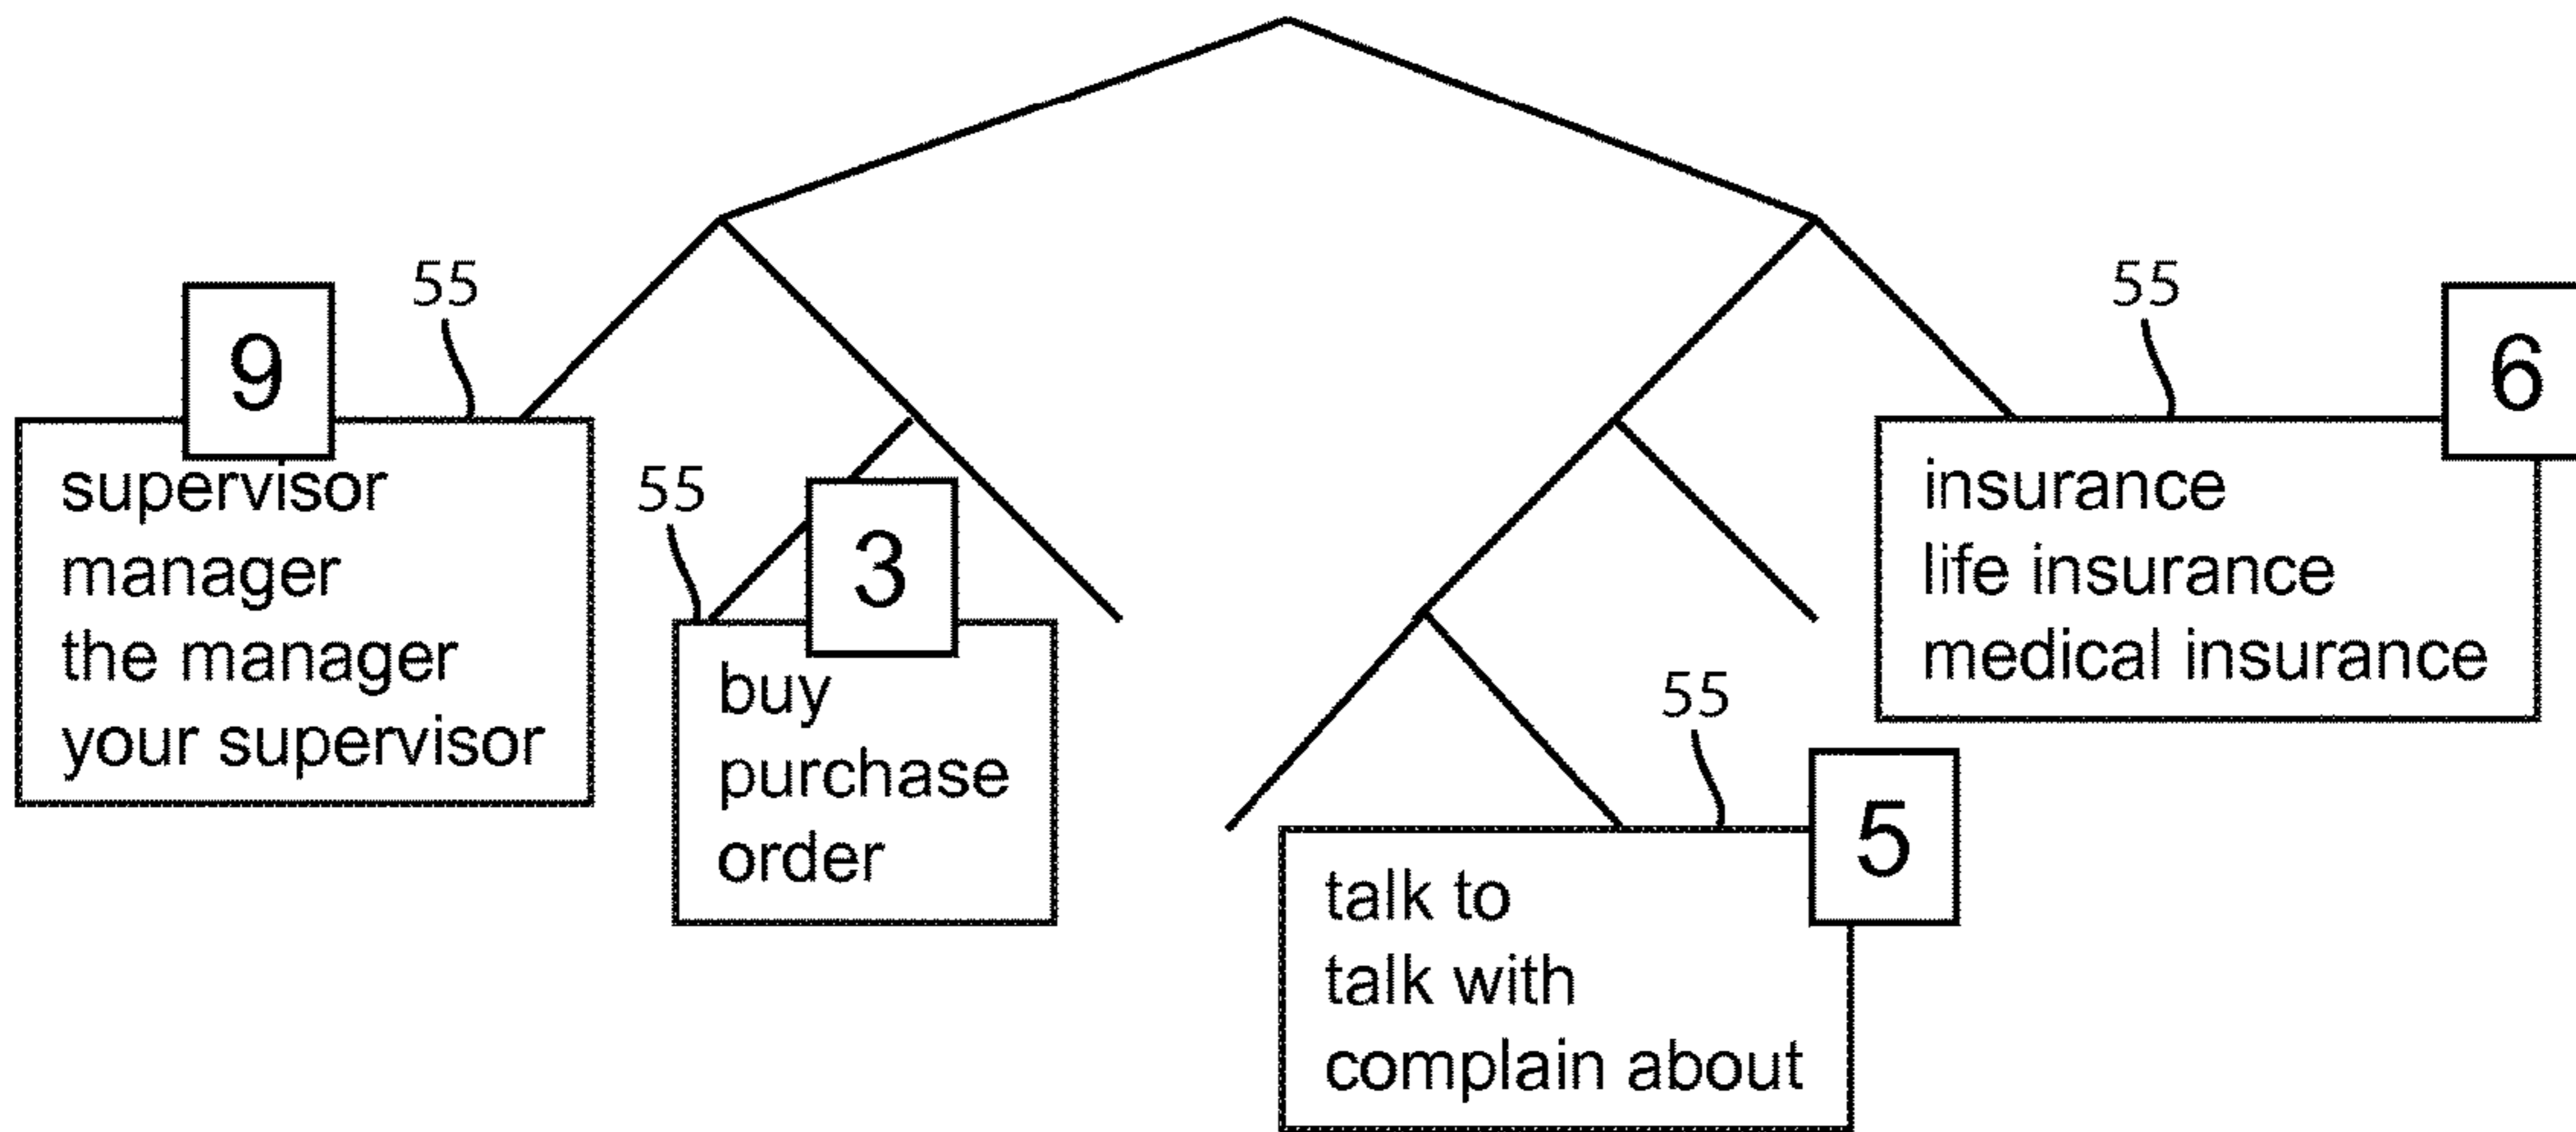 55
9
supervisor
manager
the manager
your supervisor
55
3
buy
purchase
order
55
6
insurance
life insurance
medical insurance
55
5
talk to
talk with
complain about